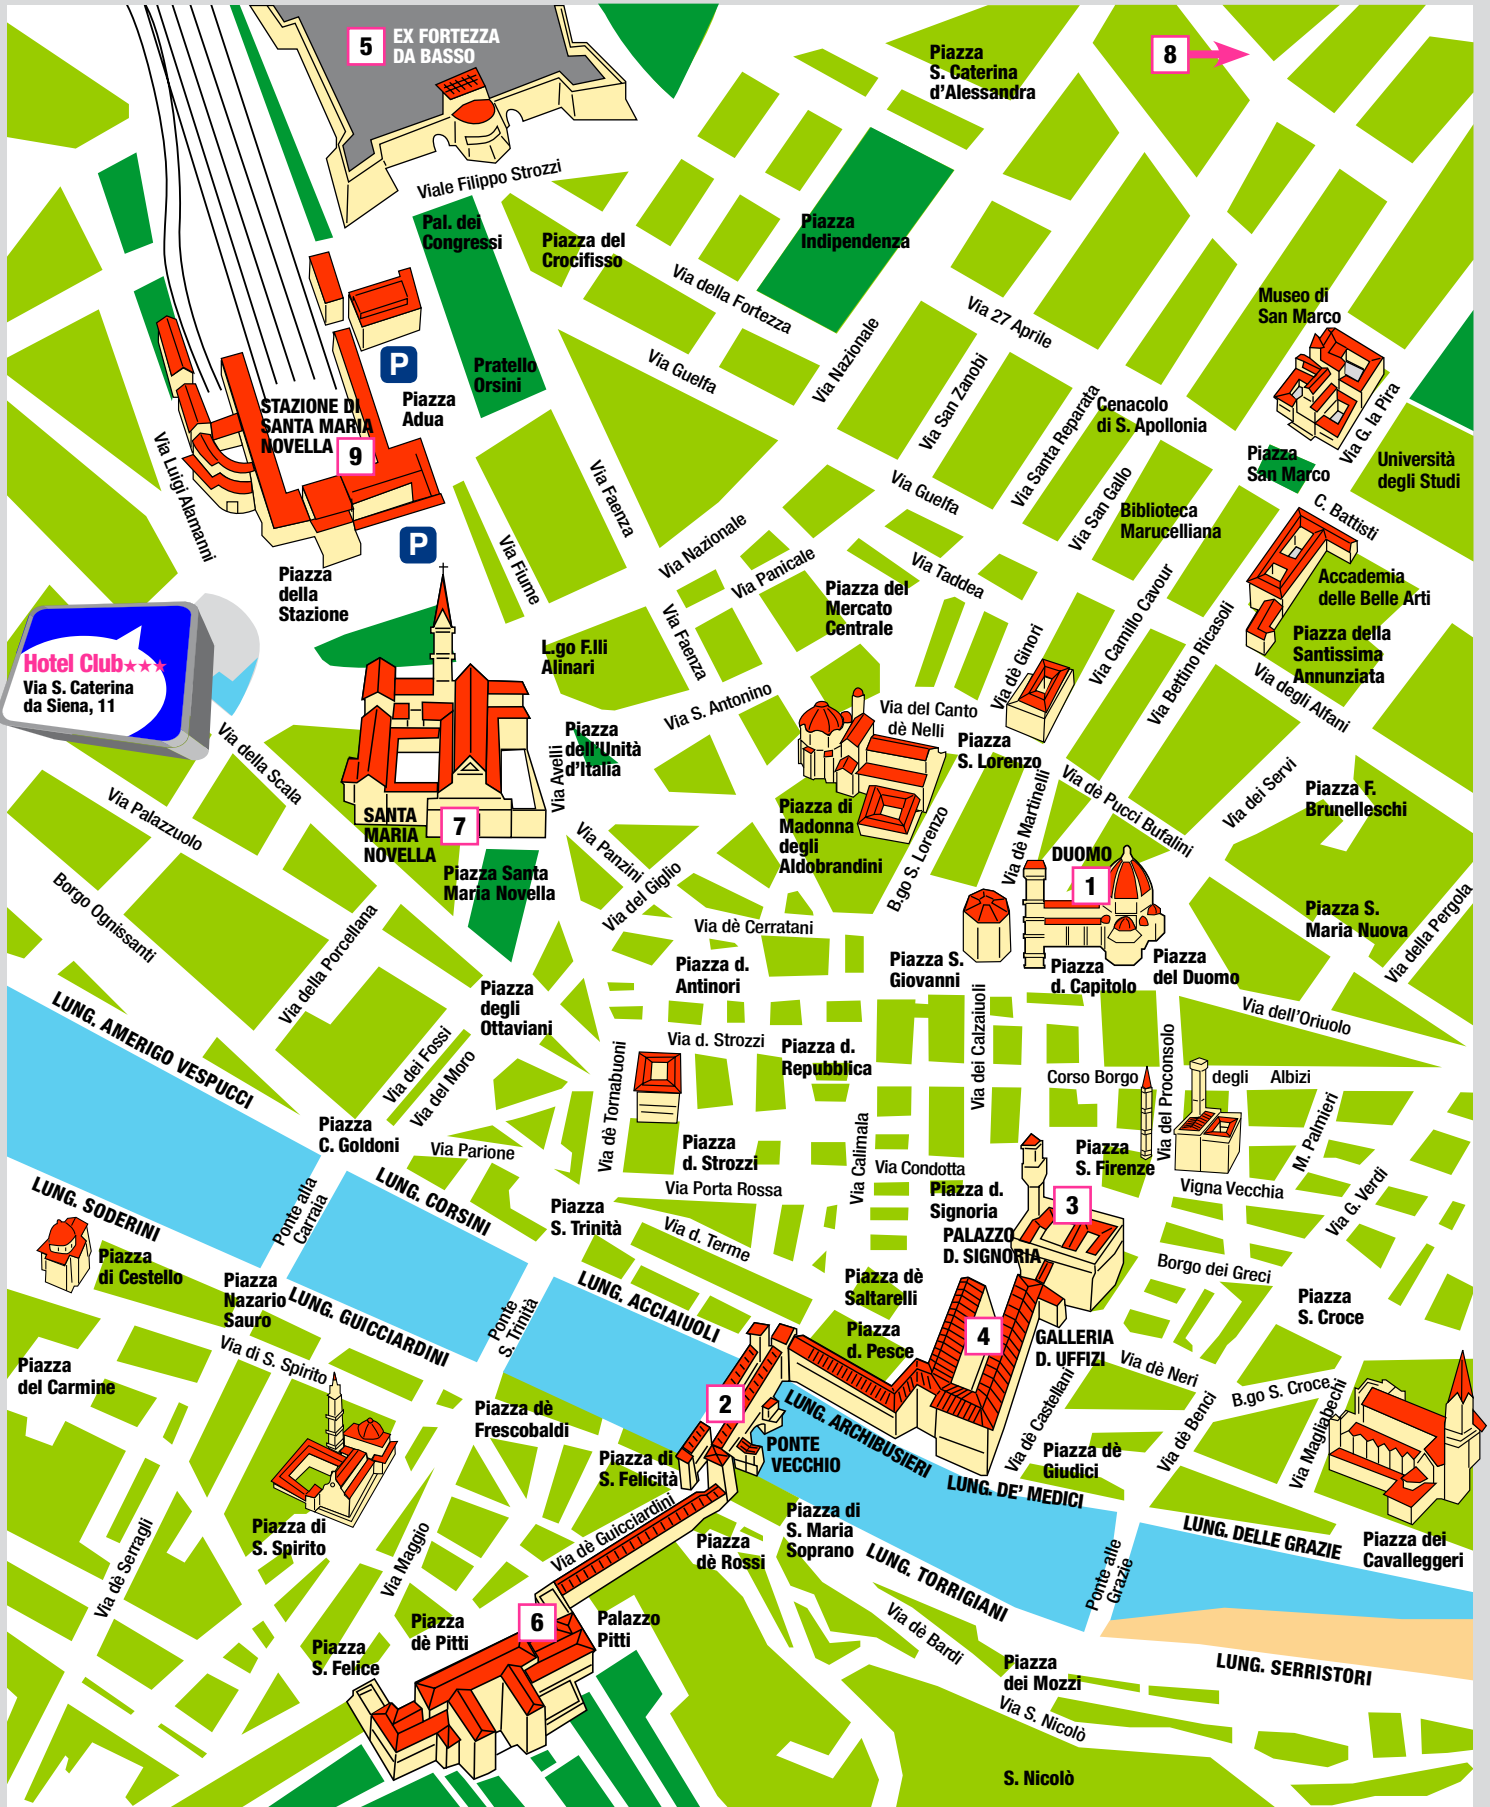 5
EX FORTEZZA
DA BASSO
Piazza
S. Caterina
d'Alessandra
8
Viale Filippo Strozzi
Pal. dei
Congressi
Piazza del
Crocifisso
Piazza
Indipendenza
Via della Fortezza
Via 27 Aprile
Museo di
San Marco
Pratello
Orsini
Via Guelfa
Via Nazionale
Via San Zanobi
Via Santa Reparata
Cenacolo
di S. Apollonia
Via G. la Pira
P
Piazza
Adua
STAZIONE DI
SANTA MARIA
NOVELLA
9
Via Luigi Alamanni
Piazza
San Marco
Università
degli Studi
Via Faenza
Via Guelfa
Via San Gallo
Biblioteca
Marucelliana
C. Battisti
P
Via Fiume
Via Nazionale
Via Panicale
Via Taddea
Piazza
della
Stazione
Piazza del
Mercato
Centrale
Accademia
delle Belle Arti
Via Camillo Cavour
Via Bettino Ricasoli
Piazza della
Santissima
Annunziata
Hotel Club★★★
Via S. Caterina
da Siena, 11
L.go F.lli
Alinari
Via Faenza
Via dè Ginori
Via degli Alfani
Via S. Antonino
Via del Canto
dè Nelli
Piazza
S. Lorenzo
Via della Scala
Piazza
dell'Unità
d'Italia
Via Avelli
Via Palazzuolo
SANTA
MARIA
NOVELLA
7
Piazza di
Madonna
degli
Aldobrandini
B.go S. Lorenzo
Via dè Martinelli
Via dè Pucci Bufalini
Via dei Servi
Piazza F.
Brunelleschi
Via Panzini
Via del Giglio
Piazza Santa
Maria Novella
DUOMO
1
Borgo Ognissanti
Via della Porcellana
Via dè Cerratani
Piazza S.
Maria Nuova
Via della Pergola
Piazza d.
Antinori
Piazza S.
Giovanni
Piazza
d. Capitolo
Piazza
del Duomo
Piazza
degli
Ottaviani
Via dell'Oriuolo
LUNG. AMERIGO VESPUCCI
Via dei Fossi
Via del Moro
Via dè Tornabuoni
Via d. Strozzi
Piazza d.
Repubblica
Via dei Calzaiuoli
Corso Borgo
degli
Albizi
Via del Proconsolo
M. Palmieri
Piazza
C. Goldoni
Via Parione
Piazza
d. Strozzi
Via Calimala
Via Condotta
Piazza
S. Firenze
LUNG. CORSINI
Via Porta Rossa
Piazza d.
Signoria
3
Vigna Vecchia
Via G. Verdi
LUNG. SODERINI
Ponte alla
Carraia
Piazza
S. Trinità
Via d. Terme
PALAZZO
D. SIGNORIA
Piazza
di Cestello
Borgo dei Greci
Piazza
Nazario
Sauro
LUNG. GUICCIARDINI
LUNG. ACCIAIUOLI
Piazza dè
Saltarelli
Piazza
S. Croce
Ponte
S. Trinità
Piazza
d. Pesce
4
GALLERIA
D. UFFIZI
Via di S. Spirito
Piazza
del Carmine
Via dè Neri
B.go S. Croce
2
LUNG. ARCHIBUSIERI
Via dè Castellani
Via dè Benci
Via Magliabechi
Piazza dè
Frescobaldi
PONTE
VECCHIO
Piazza dè
Giudici
Piazza di
S. Felicità
LUNG. DE' MEDICI
Piazza di
S. Spirito
Via dè Guicciardini
Piazza
dè Rossi
Piazza di
S. Maria
Soprano
LUNG. DELLE GRAZIE
Piazza dei
Cavalleggeri
Via dè Serragli
Via Maggio
LUNG. TORRIGIANI
Ponte alle
Grazie
6
Palazzo
Pitti
Piazza
dè Pitti
Via dè Bardi
Piazza
S. Felice
Piazza
dei Mozzi
LUNG. SERRISTORI
Via S. Nicolò
S. Nicolò